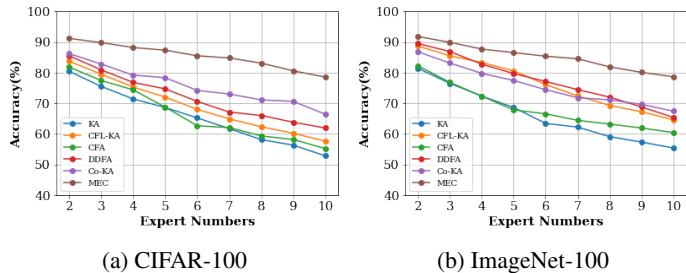 100
90
80
70
60
50
40
Accuracy(%)
KA
CFL-KA
CFA
DDFA
Co-KA
MEC
2 3 4 5 6 7 8 9 10
Expert Numbers
(a) CIFAR-100
100
90
80
70
60
50
40
Accuracy(%)
KA
CFL-KA
CFA
DDFA
Co-KA
MEC
2 3 4 5 6 7 8 9 10
Expert Numbers
(b) ImageNet-100